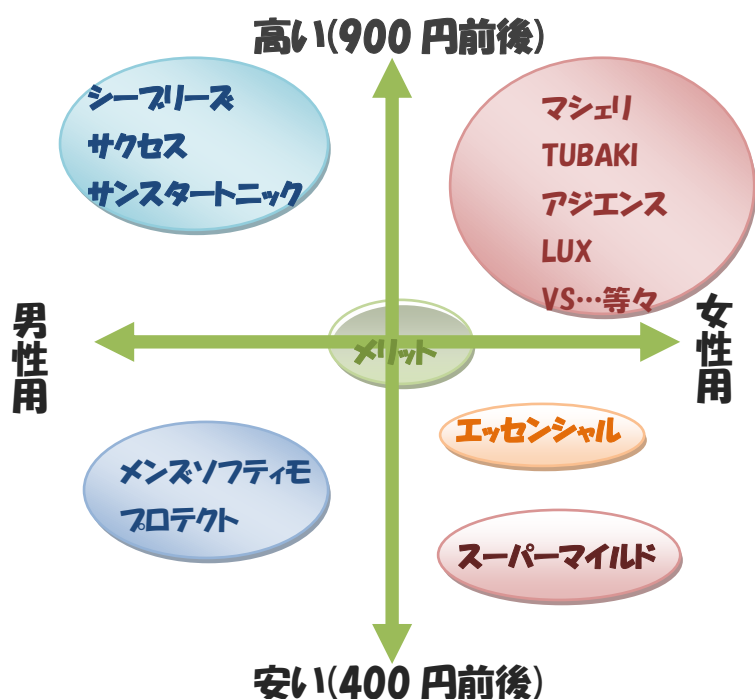 高い(900 円前後)
シーブリーズ
サクセス
サンスタートニック
マシェリ
TUBAKI
アジエンス
LUX
VS…等々
男性用
メリット
女性用
エッセンシャル
メンズソフティモ
プロテクト
スーパーマイルド
安い(400 円前後)